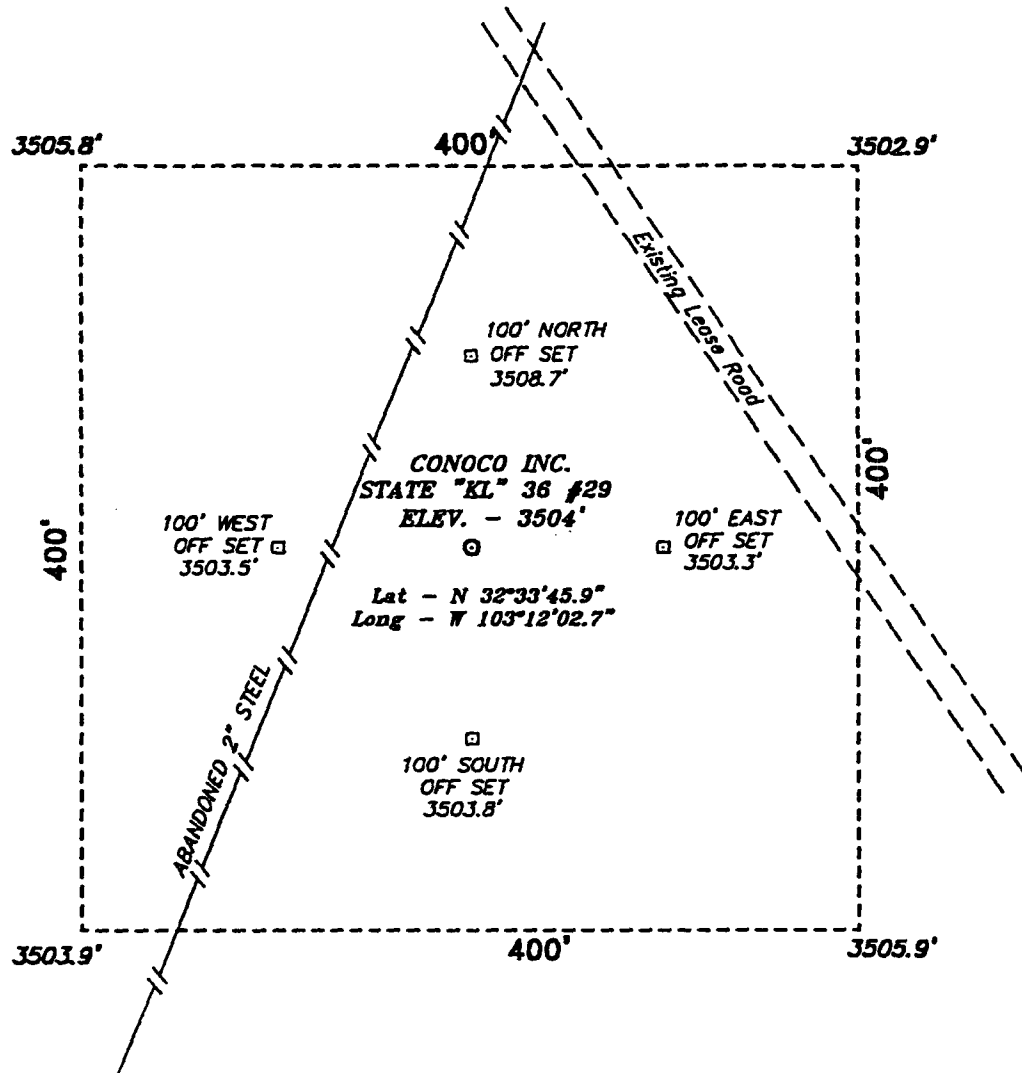 3505.8'
400'
3502.9'
Existing Lease Road
100' NORTH
OFF SET
3508.7'
400'
CONOCO INC.
STATE "KL" 36 #29
ELEV. - 3504'
100' WEST
OFF SET
3503.5'
100' EAST
OFF SET
3503.3'
400'
Lat - N 32°33'45.9"
Long - W 103°12'02.7"
ABANDONED 2" STEEL
100' SOUTH
OFF SET
3503.8'
3503.9'
400'
3505.9'